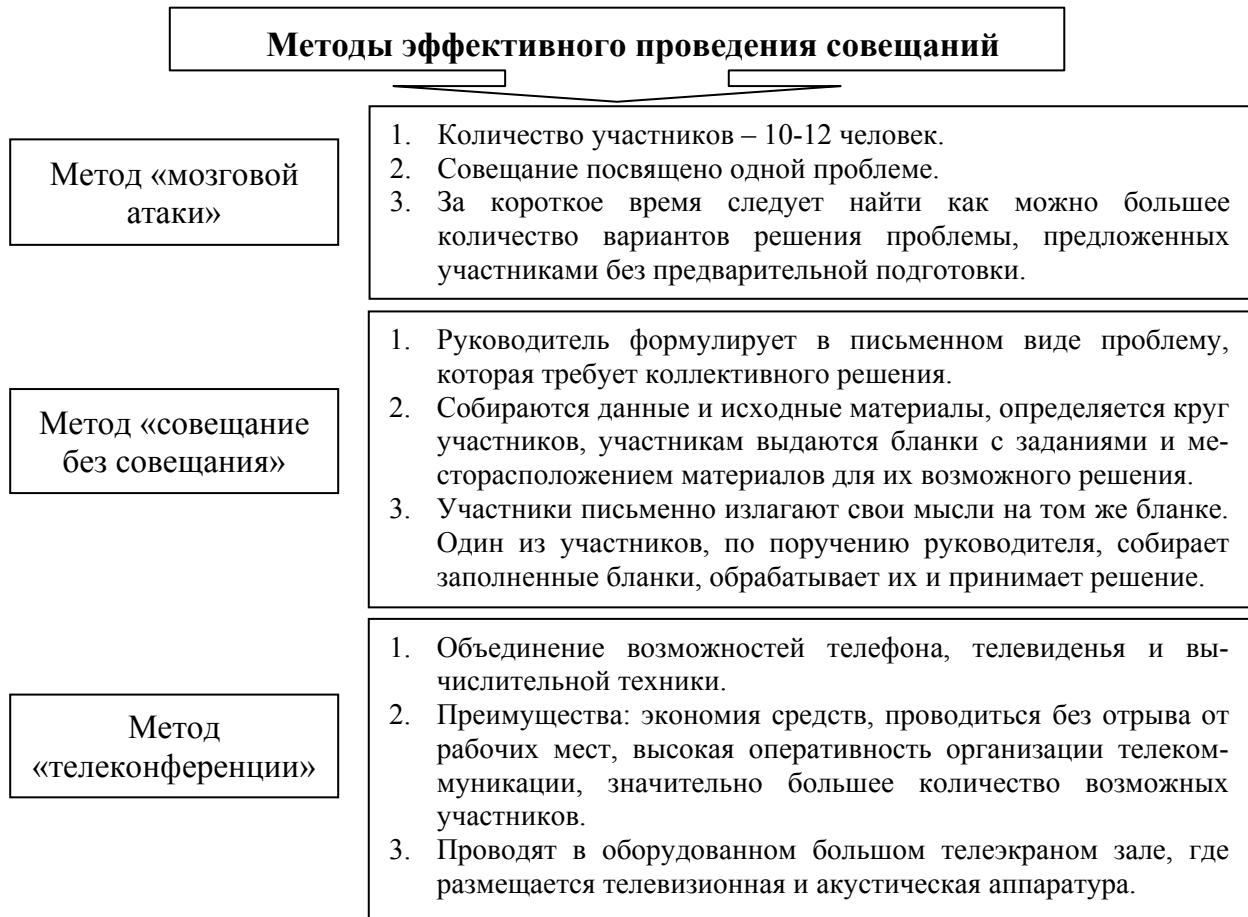 Методы эффективного проведения совещаний
Метод «мозговой
атаки»
1. Количество участников – 10-12 человек.
2. Совещание посвящено одной проблеме.
3. За короткое время следует найти как можно большее
количество вариантов решения проблемы, предложенных
участниками без предварительной подготовки.
Метод «совещание
без совещания»
1. Руководитель формулирует в письменном виде проблему,
которая требует коллективного решения.
2. Собираются данные и исходные материалы, определяется круг
участников, участникам выдаются бланки с заданиями и ме-
сторасположением материалов для их возможного решения.
3. Участники письменно излагают свои мысли на том же бланке.
Один из участников, по поручению руководителя, собирает
заполненные бланки, обрабатывает их и принимает решение.
Метод
«телеконференции»
1. Объединение возможностей телефона, телевиденья и вы-
числительной техники.
2. Преимущества: экономия средств, проводиться без отрыва от
рабочих мест, высокая оперативность организации телеком-
муникации, значительно большее количество возможных
участников.
3. Проводят в оборудованном большом телеэкраном зале, где
размещается телевизионная и акустическая аппаратура.